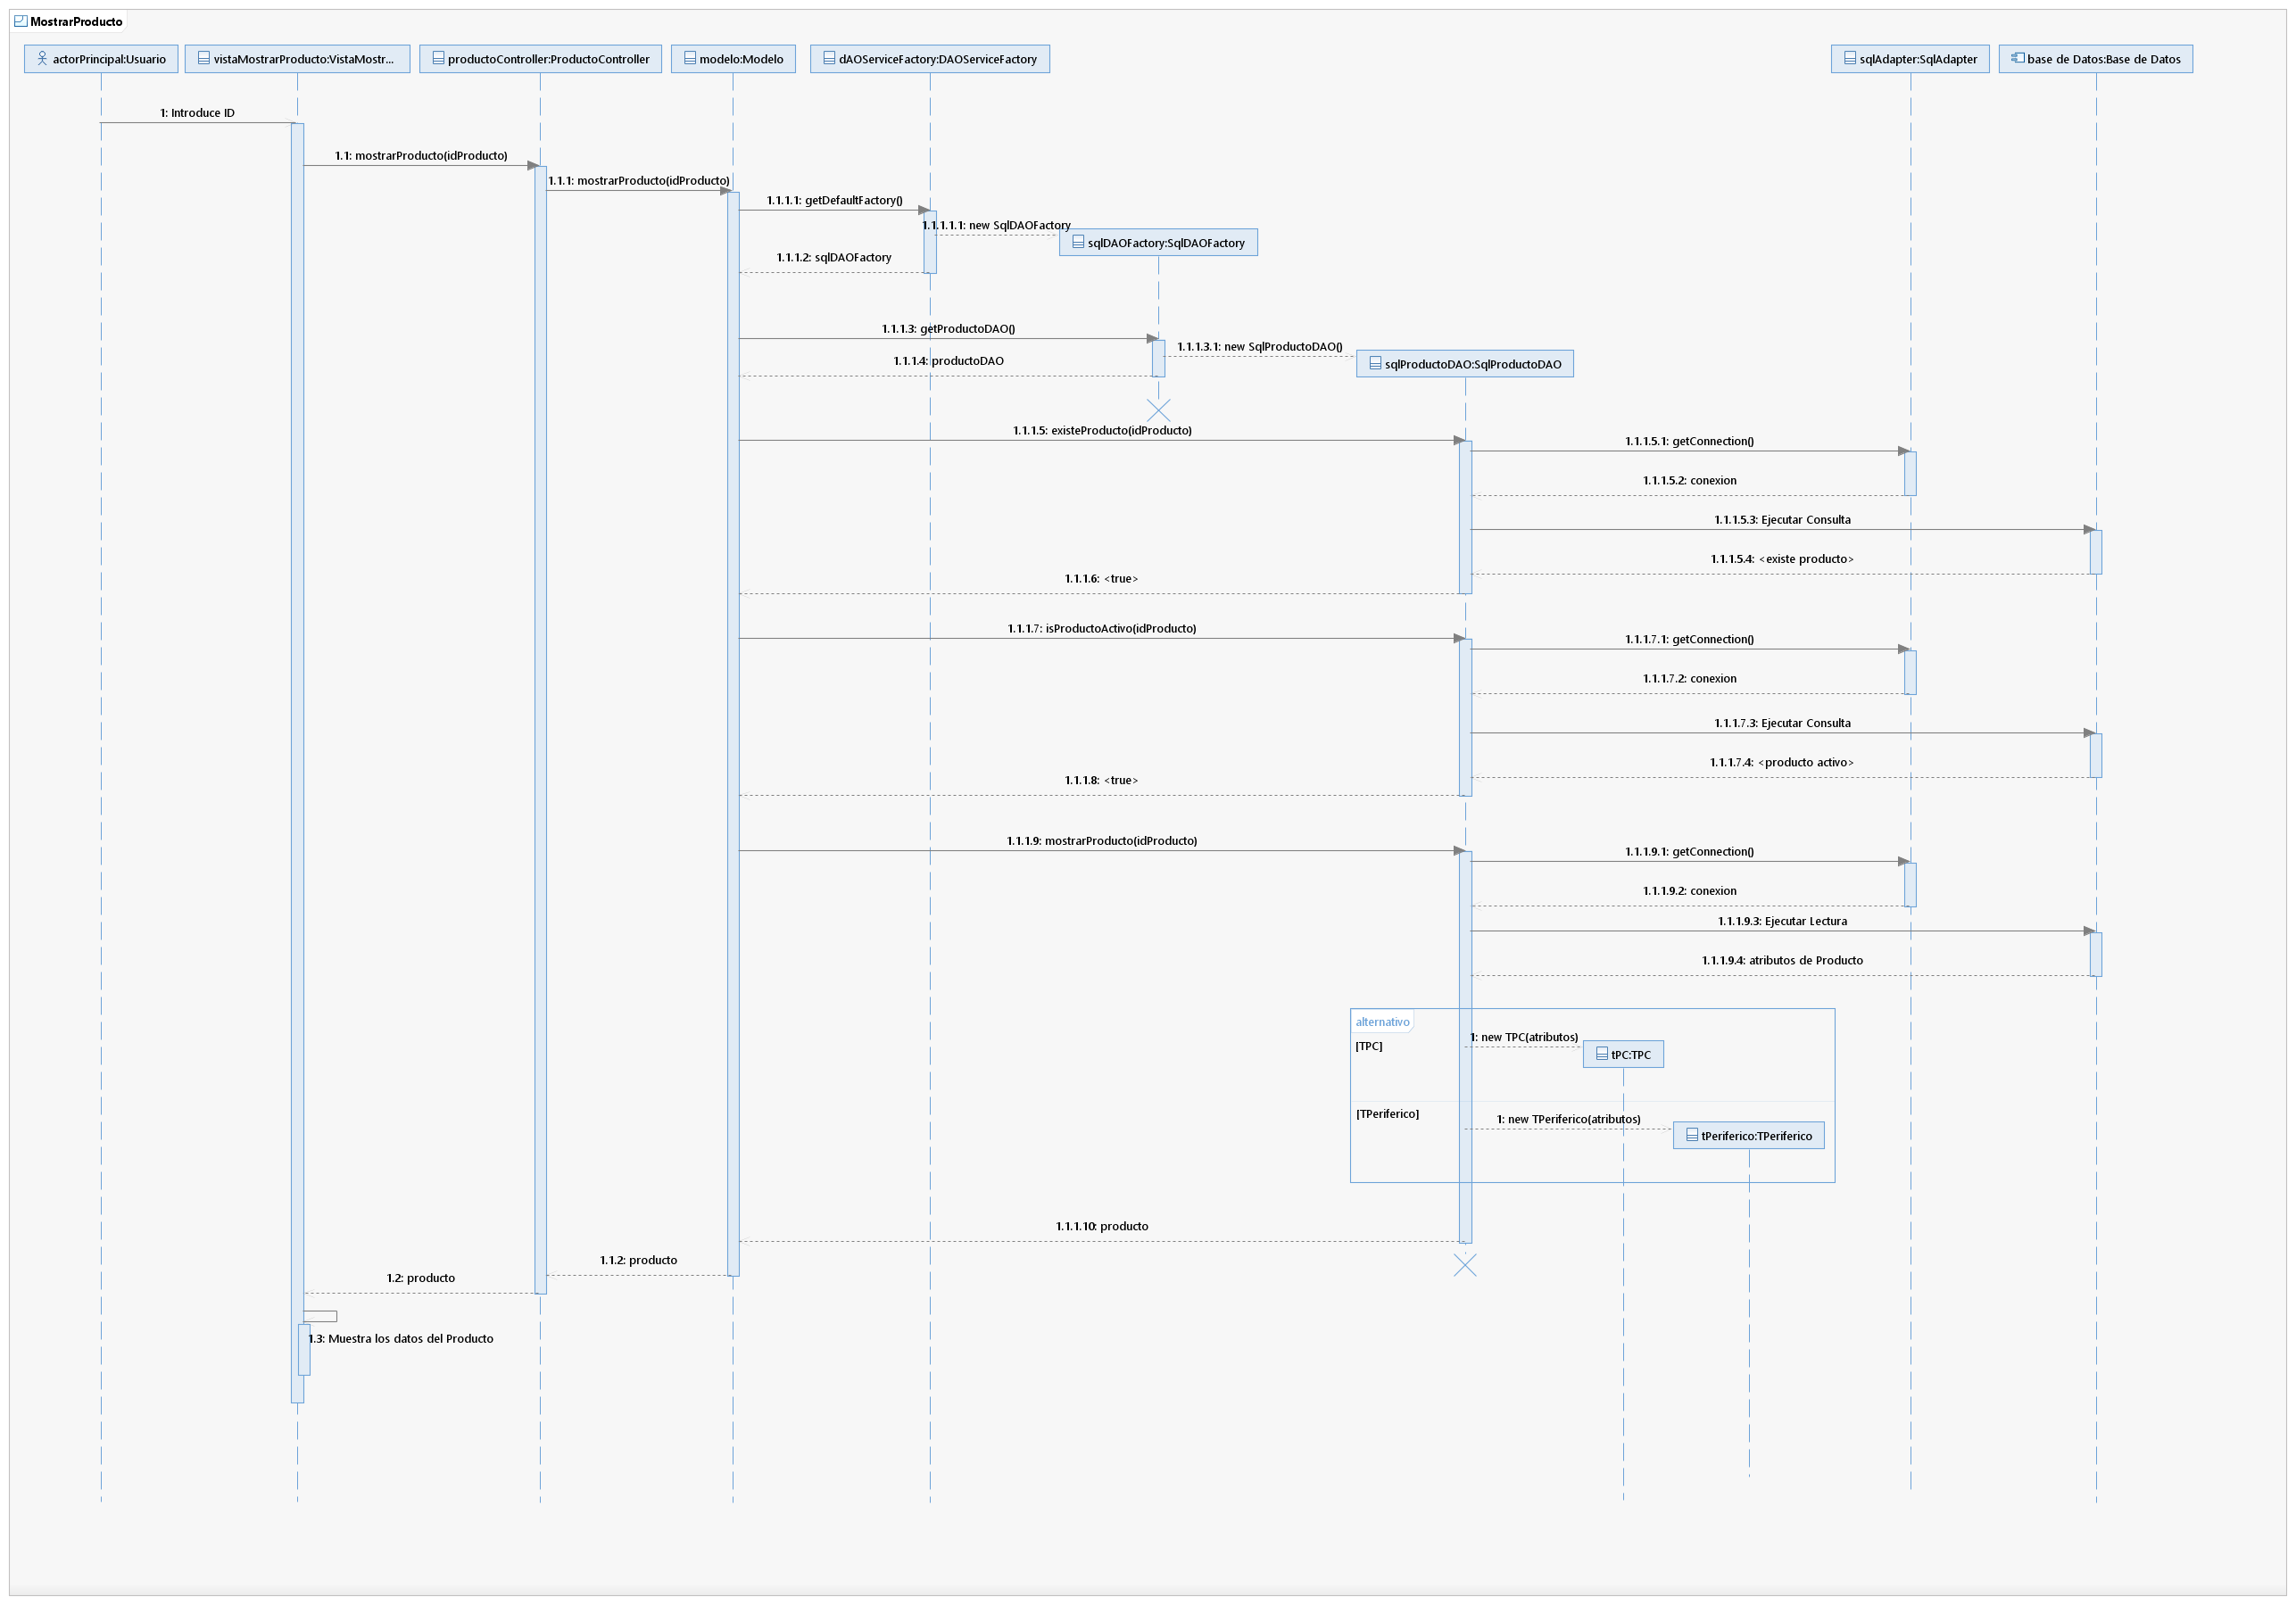 MostrarProducto
actorPrincipal:Usuario
vistaMostrarProducto:VistaMostr...
productoController:ProductoController
modelo:Modelo
dAOServiceFactory:DAOServiceFactory
sqlAdapter:SqlAdapter
base de Datos:Base de Datos
1: Introduce ID
1.1: mostrarProducto(idProducto)
1.1.1: mostrarProducto(idProducto)
1.1.1.1: getDefaultFactory()
1.1.1.1.1: new SqlDAOFactory
sqlDAOFactory:SqlDAOFactory
1.1.1.2: sqlDAOFactory
1.1.1.3: getProductoDAO()
1.1.1.3.1: new SqlProductoDAO()
1.1.1.4: productoDAO
sqlProductoDAO:SqlProductoDAO
1.1.1.5: existeProducto(idProducto)
1.1.1.5.1: getConnection()
1.1.1.5.2: conexion
1.1.1.5.3: Ejecutar Consulta
1.1.1.5.4: <existe producto>
1.1.1.6: <true>
1.1.1.7: isProductoActivo(idProducto)
1.1.1.7.1: getConnection()
1.1.1.7.2: conexion
1.1.1.7.3: Ejecutar Consulta
1.1.1.7.4: <producto activo>
1.1.1.8: <true>
1.1.1.9: mostrarProducto(idProducto)
1.1.1.9.1: getConnection()
1.1.1.9.2: conexion
1.1.1.9.3: Ejecutar Lectura
1.1.1.9.4: atributos de Producto
alternativo
[TPC]
1: new TPC(atributos)
tPC:TPC
[TPeriferico]
1: new TPeriferico(atributos)
tPeriferico:TPeriferico
1.1.1.10: producto
1.1.2: producto
1.2: producto
1.3: Muestra los datos del Producto